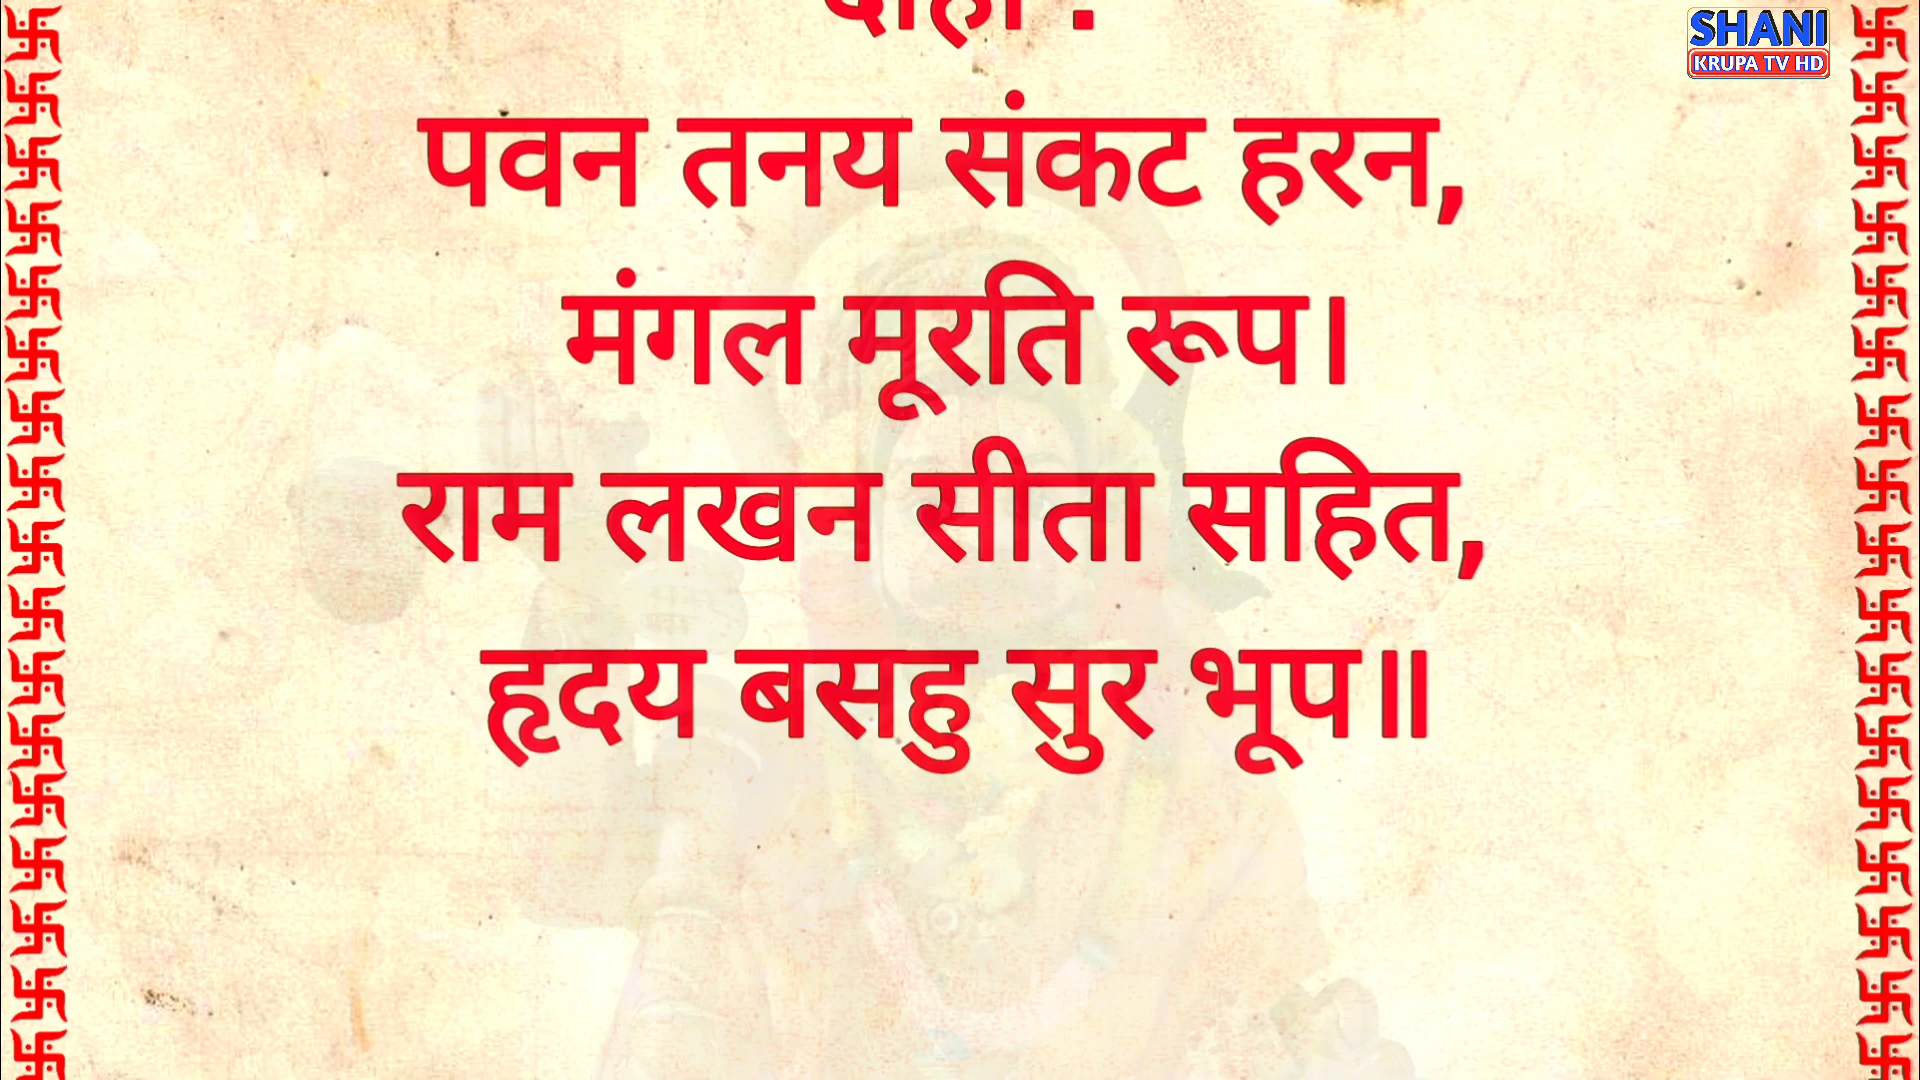 दोहा :
SHANI
KRUPA TV HD
पवन तनय संकट हरन,
मंगल मूरति रूप।
राम लखन सीता सहित,
हृदय बसहु सुर भूप॥